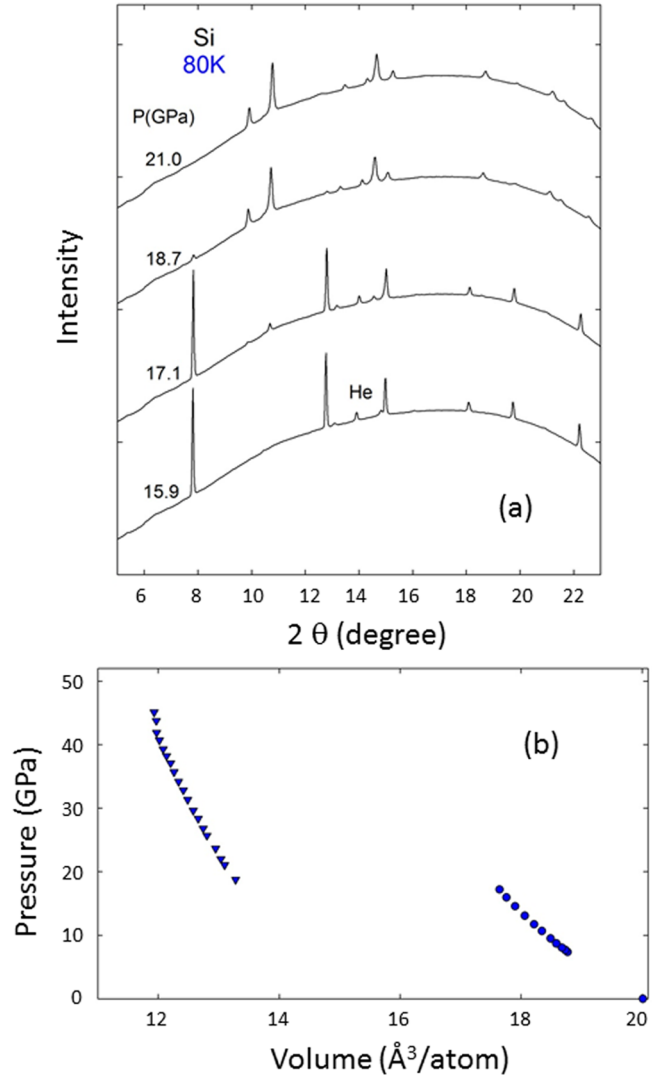 Si
80K
P(GPa)
21.0
18.7
17.1
He
15.9
(a)
Intensity
6 8 10 12 14 16 18 20 22
2 θ (degree)
50
40
30
20
10
0
(b)
Pressure (GPa)
12 14 16 18 20
Volume (Å³/atom)